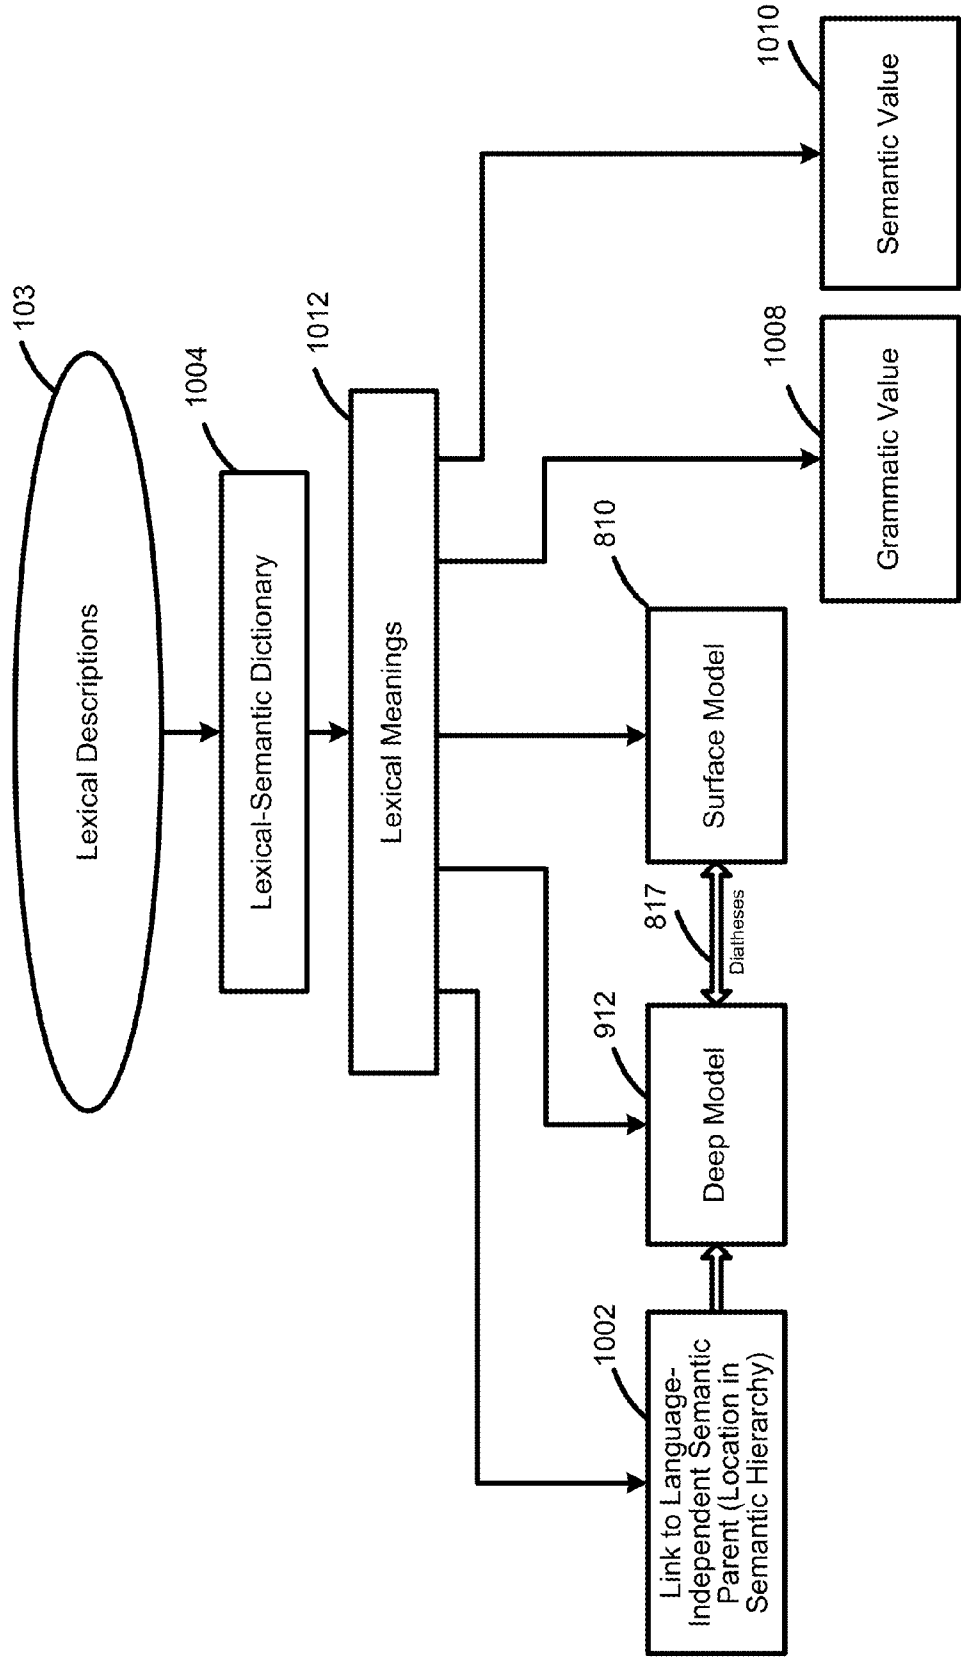 Lexical Descriptions
103
Lexical-Semantic Dictionary
1004
Lexical Meanings
1012
Link to Language-
Independent Semantic
Parent (Location in
Semantic Hierarchy)
1002
Deep Model
912
817
Diatheses
Surface Model
810
Grammatic Value
1008
Semantic Value
1010